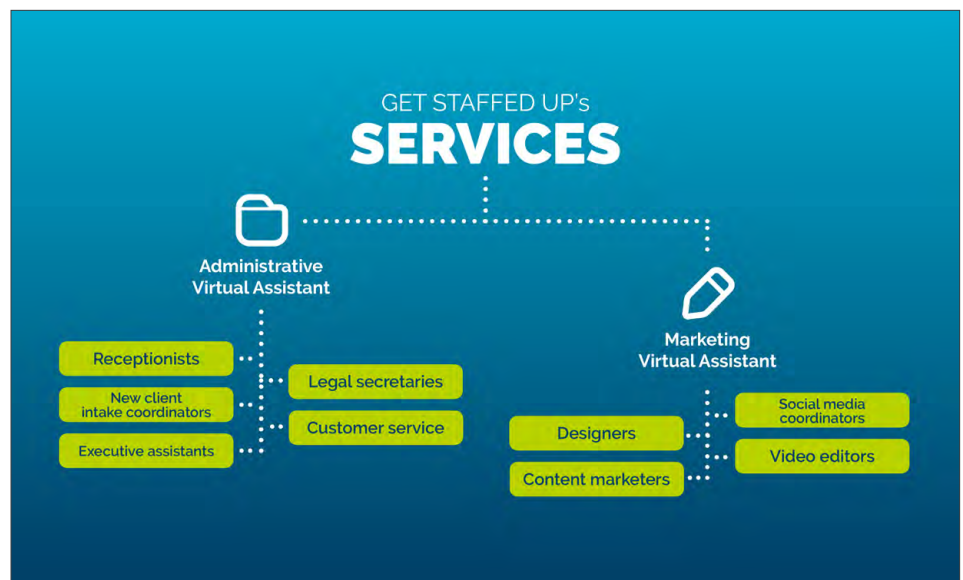 GET STAFFED UP's
SERVICES
Administrative
Virtual Assistant
Receptionists
New client
intake coordinators
Executive assistants
Legal secretaries
Customer service
Marketing
Virtual Assistant
Designers
Content marketers
Social media
coordinators
Video editors